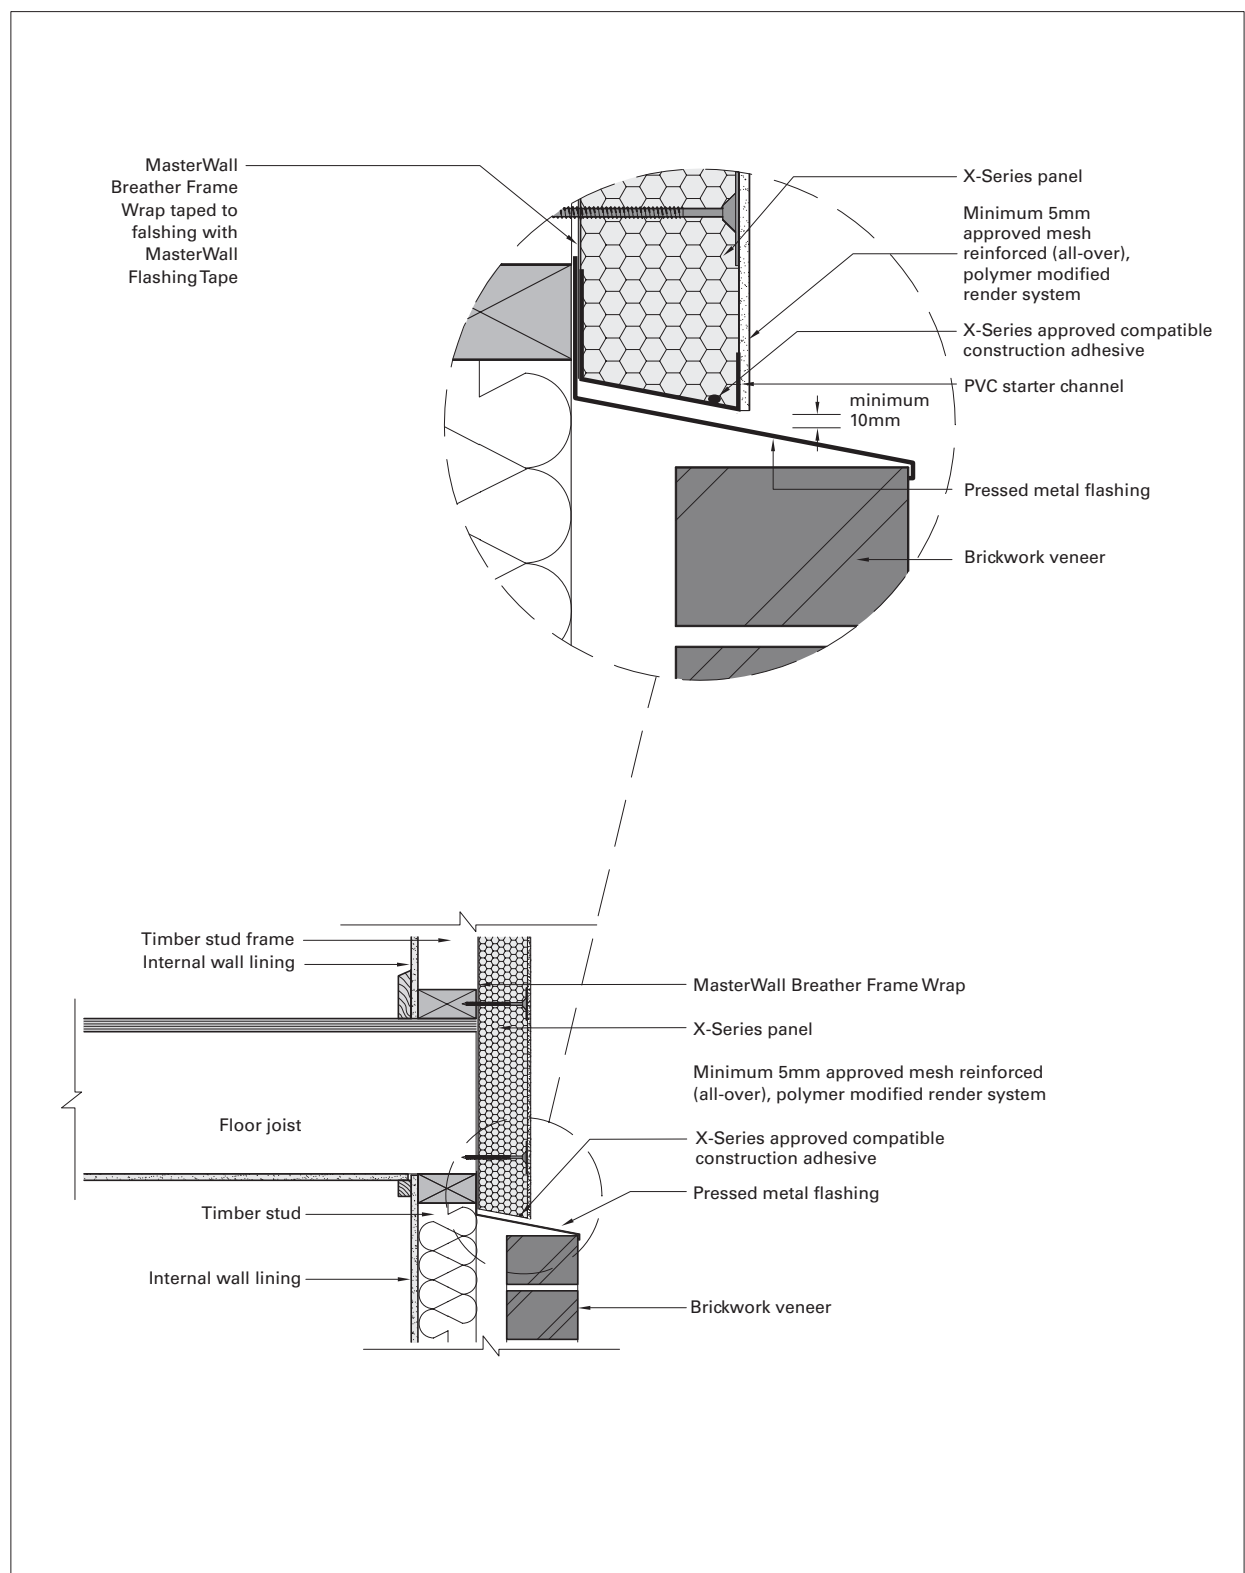 MasterWall
Breather Frame
Wrap taped to
falshing with
MasterWall
Flashing Tape
X-Series panel
Minimum 5mm
approved mesh
reinforced (all-over),
polymer modified
render system
X-Series approved compatible
construction adhesive
PVC starter channel
minimum
10mm
Pressed metal flashing
Brickwork veneer
Timber stud frame
Internal wall lining
MasterWall Breather Frame Wrap
X-Series panel
Minimum 5mm approved mesh reinforced
(all-over), polymer modified render system
Floor joist
X-Series approved compatible
construction adhesive
Pressed metal flashing
Timber stud
Internal wall lining
Brickwork veneer